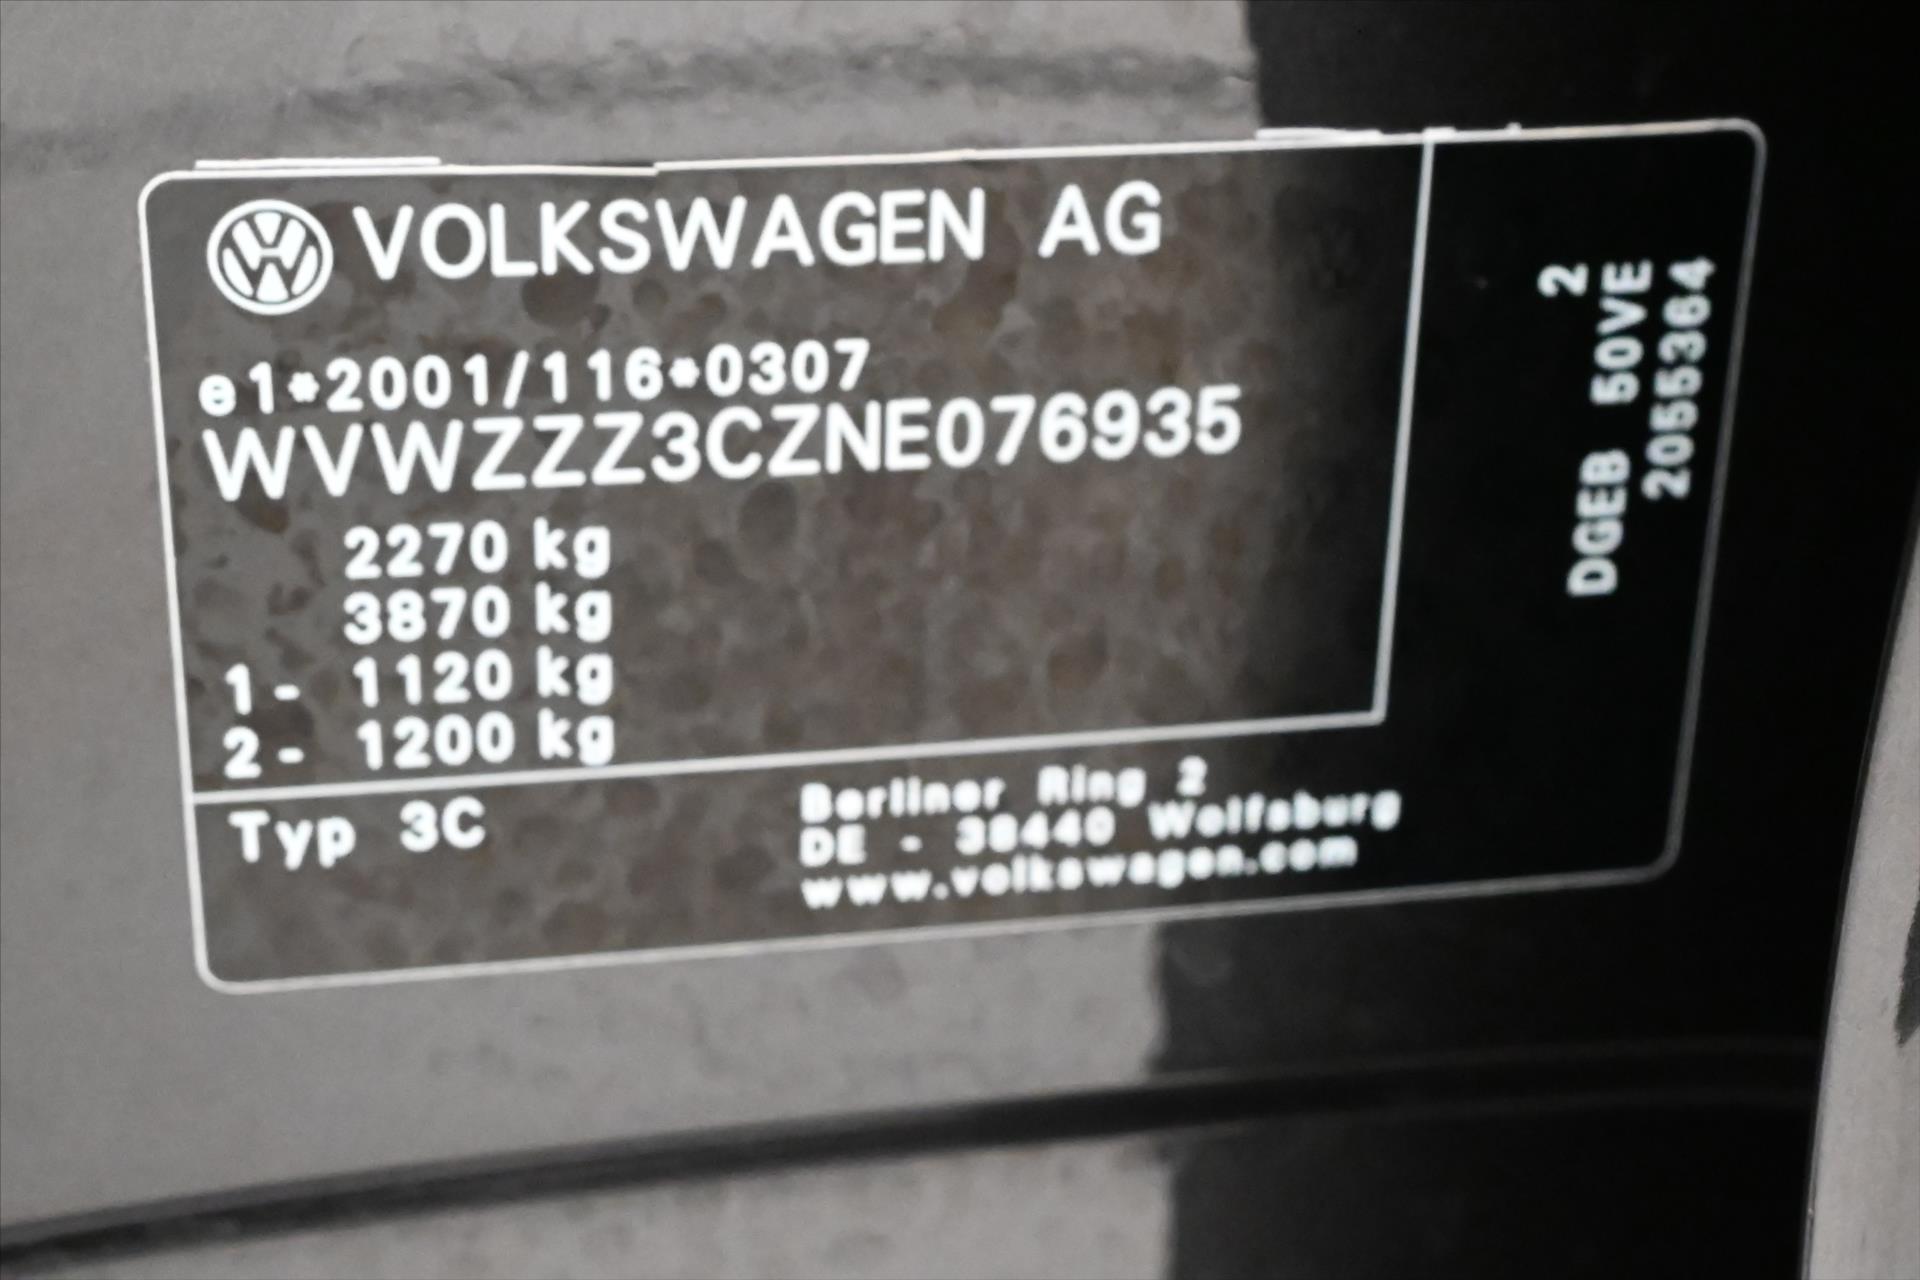 VOLKSWAGEN AG
e1*2001/116*0307
WVWZZZ3CZNE076935
2270 kg
3870 kg
1- 1120 kg
2- 1200 kg
Typ 3C
Berliner Ring 2
DE - 38440 Wolfsburg
www.volkswagen.com
2
DGEB 50VE
2055364